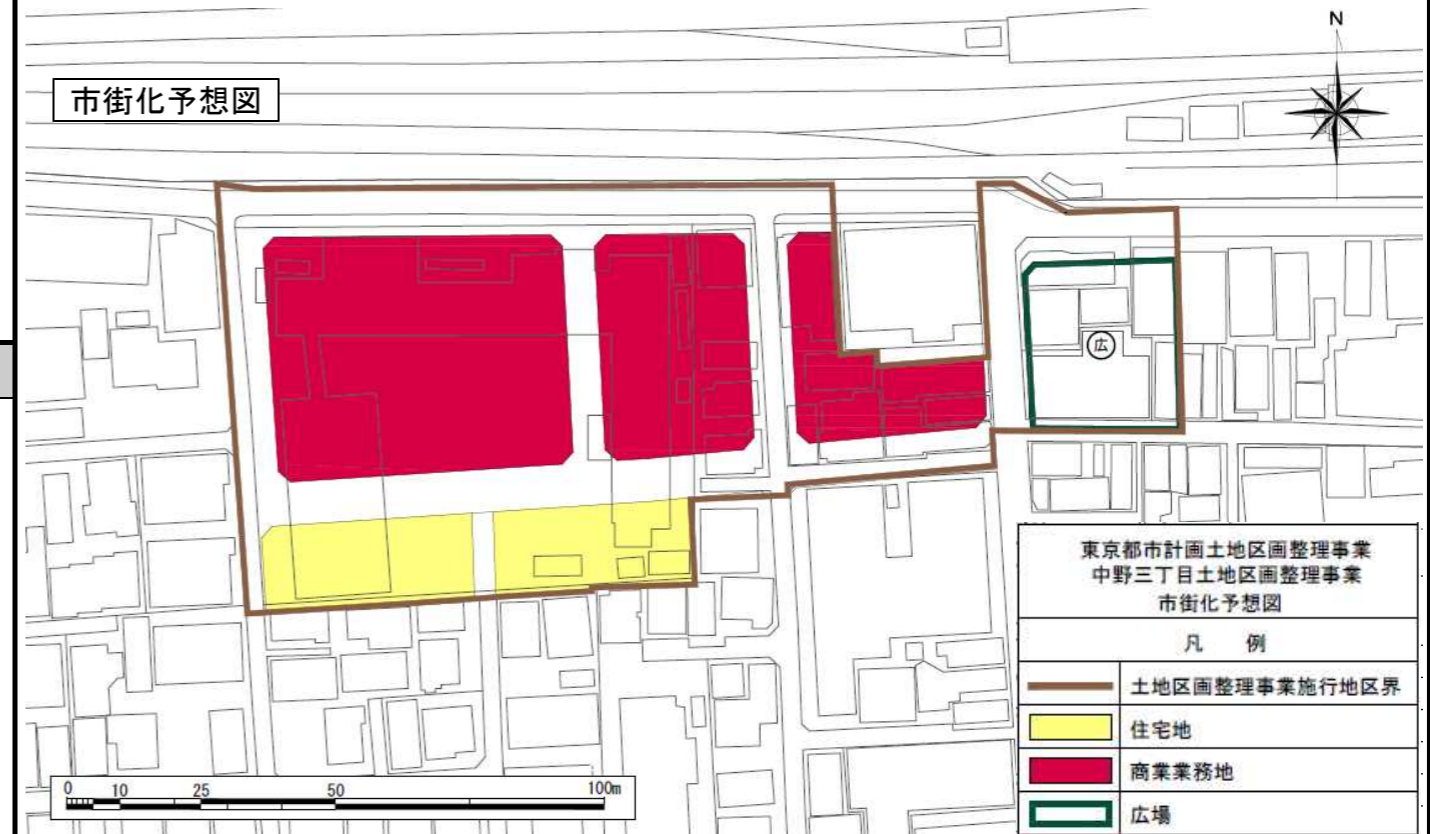 市街化予想図
N
広
東京都市計画土地区画整理事業
中野三丁目土地区画整理事業
市街化予想図
凡 例
土地区画整理事業施行地区界
住宅地
商業業務地
広場
0 10 25 50 100m